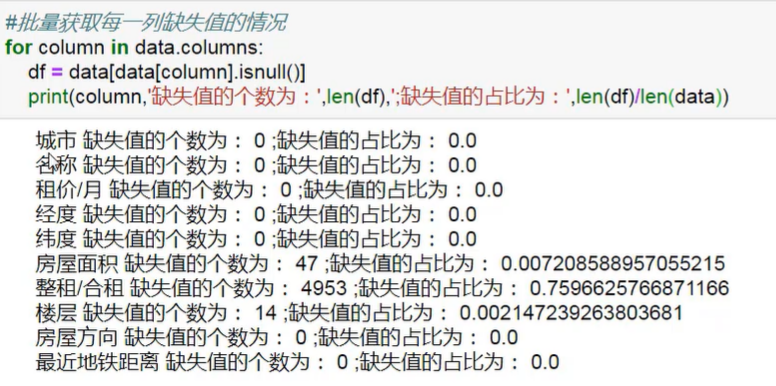 #批量获取每一列缺失值的情况
for column in data.columns:
    df = data[data[column].isnull()]
    print(column,'缺失值的个数为：',len(df),';缺失值的占比为：',len(df)/len(data))
城市 缺失值的个数为： 0 ;缺失值的占比为： 0.0
名称 缺失值的个数为： 0 ;缺失值的占比为： 0.0
租价/月 缺失值的个数为： 0 ;缺失值的占比为： 0.0
经度 缺失值的个数为： 0 ;缺失值的占比为： 0.0
纬度 缺失值的个数为： 0 ;缺失值的占比为： 0.0
房屋面积 缺失值的个数为： 47 ;缺失值的占比为： 0.007208588957055215
整租/合租 缺失值的个数为： 4953 ;缺失值的占比为： 0.7596625766871166
楼层 缺失值的个数为： 14 ;缺失值的占比为： 0.002147239263803681
房屋方向 缺失值的个数为： 0 ;缺失值的占比为： 0.0
最近地铁距离 缺失值的个数为： 0 ;缺失值的占比为： 0.0